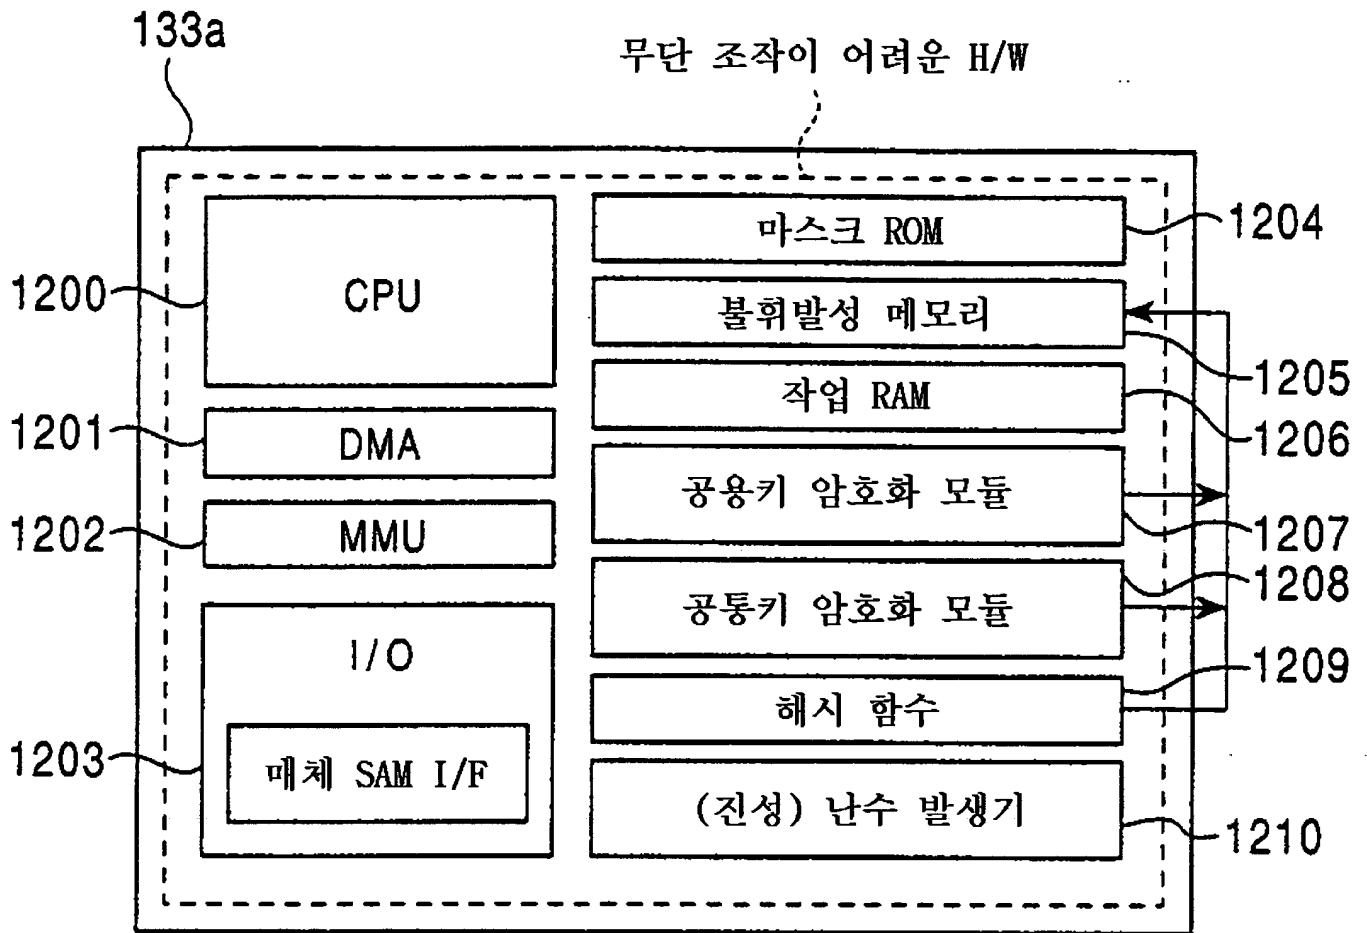 133a
무단 조작이 어려운 H/W
1200
CPU
1201
DMA
1202
MMU
I/O
1203
매체 SAM I/F
마스크 ROM
1204
불휘발성 메모리
1205
작업 RAM
1206
공용키 암호화 모듈
1207
공통키 암호화 모듈
1208
해시 함수
1209
(진성) 난수 발생기
1210